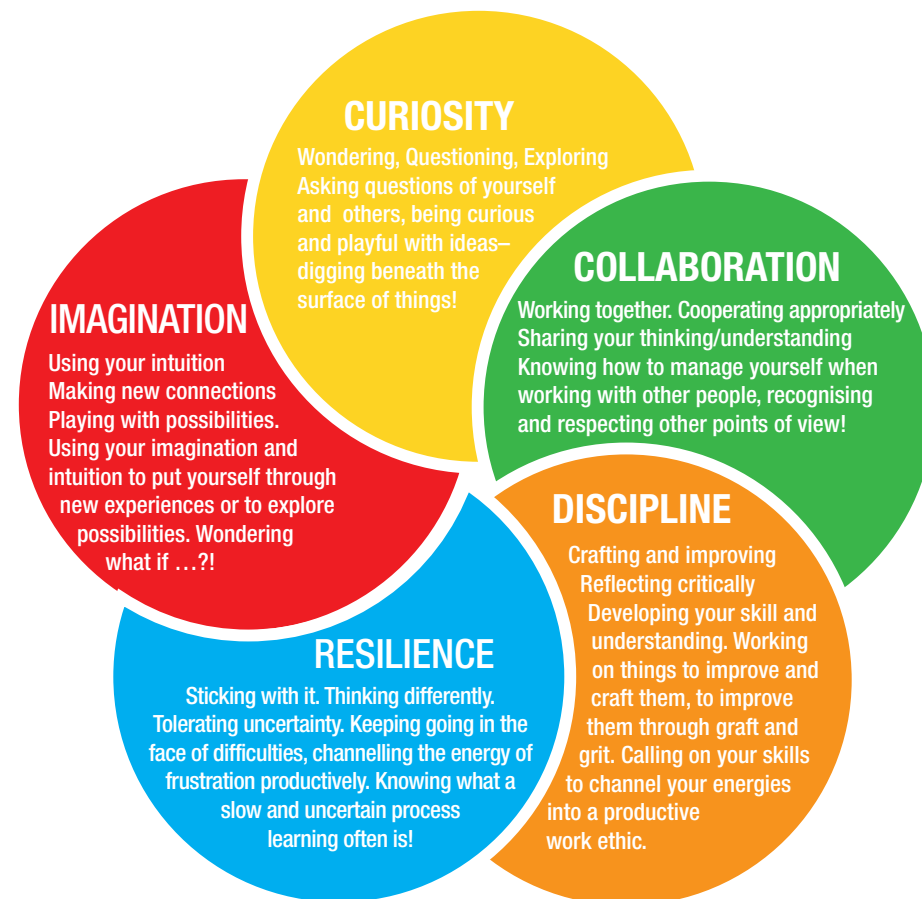 CURIOSITY
Wondering, Questioning, Exploring
Asking questions of yourself
and others, being curious
and playful with ideas–
digging beneath the
surface of things!
COLLABORATION
Working together. Cooperating appropriately
Sharing your thinking/understanding
Knowing how to manage yourself when
working with other people, recognising
and respecting other points of view!
IMAGINATION
Using your intuition
Making new connections
Playing with possibilities.
Using your imagination and
intuition to put yourself through
new experiences or to explore
possibilities. Wondering
what if …?!
DISCIPLINE
Crafting and improving
Reflecting critically
Developing your skill and
understanding. Working
on things to improve and
craft them, to improve
them through graft and
grit. Calling on your skills
to channel your energies
into a productive
work ethic.
RESILIENCE
Sticking with it. Thinking differently.
Tolerating uncertainty. Keeping going in the
face of difficulties, channelling the energy of
frustration productively. Knowing what a
slow and uncertain process
learning often is!